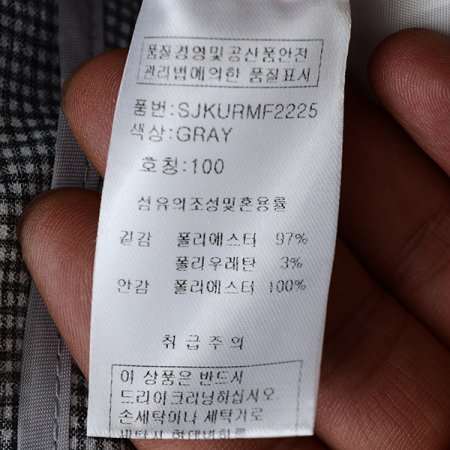 품질경영및공산품안전
관리법에의한 품질표시
품번:SJKURMF2225
색상:GRAY
호칭:100
섬유의조성및혼용률
겉감 폴리에스터 97%
폴리우레탄 3%
안감 폴리에스터 100%
취급주의
이 상품은 반드시
드라이크리닝하십시오
손세탁이나 세탁기로